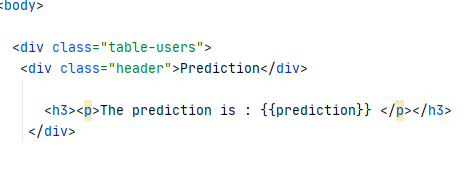 <body>
<div class="table-users">
<div class="header">Prediction</div>
<h3><p>The prediction is : {{prediction}} </p></h3>
</div>